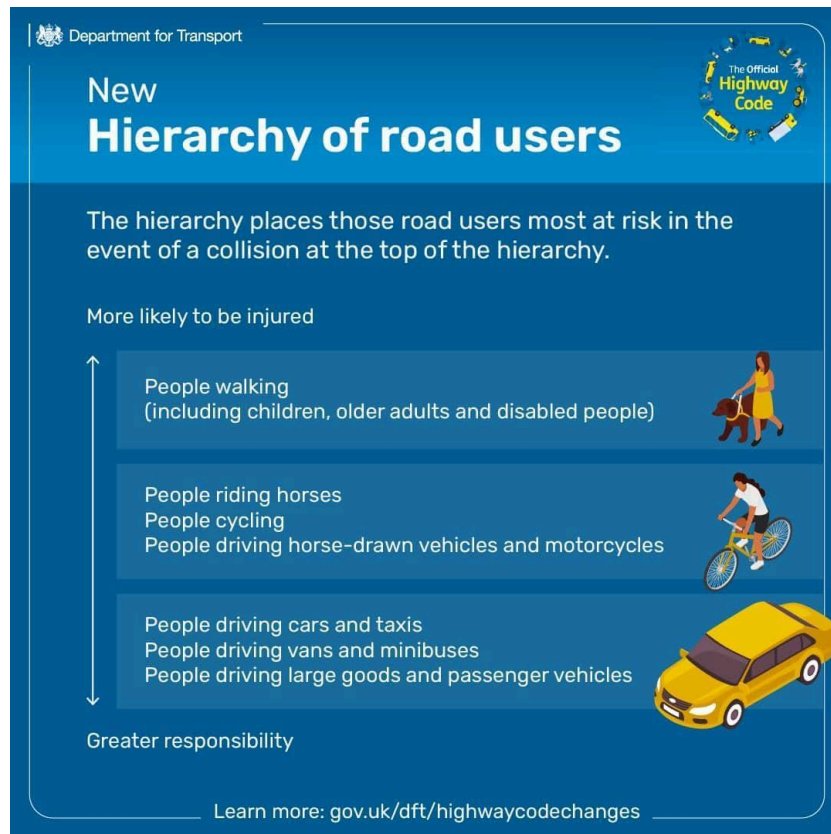 Department for Transport
The Official
Highway
Code
New
Hierarchy of road users
The hierarchy places those road users most at risk in the
event of a collision at the top of the hierarchy.
More likely to be injured
People walking
(including children, older adults and disabled people)
People riding horses
People cycling
People driving horse-drawn vehicles and motorcycles
People driving cars and taxis
People driving vans and minibuses
People driving large goods and passenger vehicles
Greater responsibility
Learn more: gov.uk/dft/highwaycodechanges